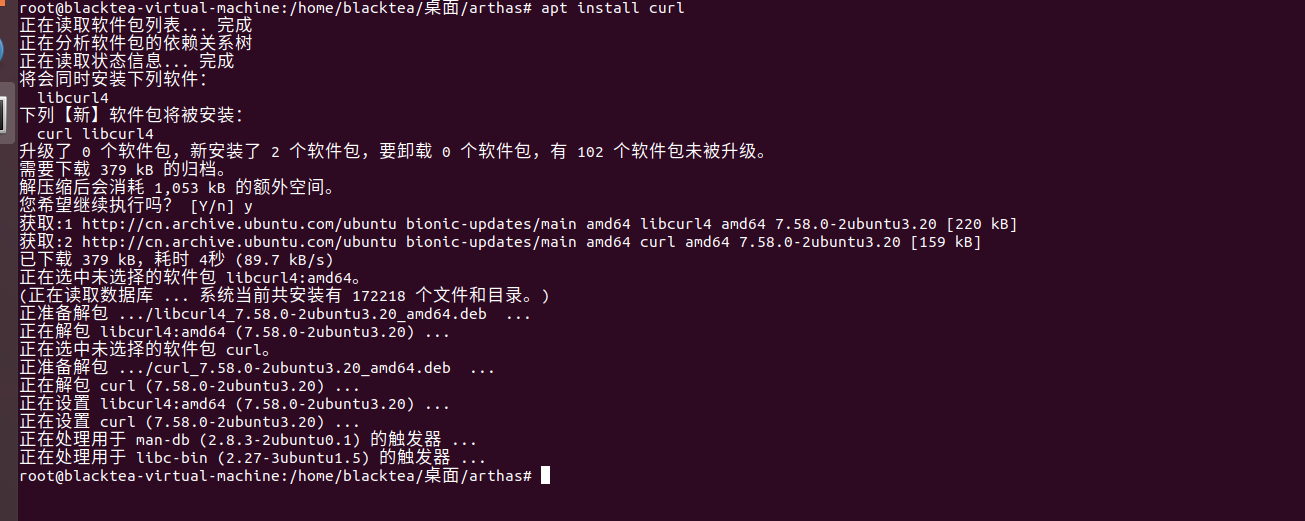 root@blacktea-virtual-machine:/home/blacktea/桌面/arthas# apt install curl
正在读取软件包列表... 完成
正在分析软件包的依赖关系树
正在读取状态信息... 完成
将会同时安装下列软件：
  libcurl4
下列【新】软件包将被安装：
  curl libcurl4
升级了 0 个软件包，新安装了 2 个软件包，要卸载 0 个软件包，有 102 个软件包未被升级。
需要下载 379 kB 的归档。
解压缩后会消耗 1,053 kB 的额外空间。
您希望继续执行吗？ [Y/n] y
获取:1 http://cn.archive.ubuntu.com/ubuntu bionic-updates/main amd64 libcurl4 amd64 7.58.0-2ubuntu3.20 [220 kB]
获取:2 http://cn.archive.ubuntu.com/ubuntu bionic-updates/main amd64 curl amd64 7.58.0-2ubuntu3.20 [159 kB]
已下载 379 kB，耗时 4秒 (89.7 kB/s)
正在选中未选择的软件包 libcurl4:amd64。
(正在读取数据库 ... 系统当前共安装有 172218 个文件和目录。)
正准备解包 .../libcurl4_7.58.0-2ubuntu3.20_amd64.deb  ...
正在解包 libcurl4:amd64 (7.58.0-2ubuntu3.20) ...
正在选中未选择的软件包 curl。
正准备解包 .../curl_7.58.0-2ubuntu3.20_amd64.deb  ...
正在解包 curl (7.58.0-2ubuntu3.20) ...
正在设置 libcurl4:amd64 (7.58.0-2ubuntu3.20) ...
正在设置 curl (7.58.0-2ubuntu3.20) ...
正在处理用于 man-db (2.8.3-2ubuntu0.1) 的触发器 ...
正在处理用于 libc-bin (2.27-3ubuntu1.5) 的触发器 ...
root@blacktea-virtual-machine:/home/blacktea/桌面/arthas#